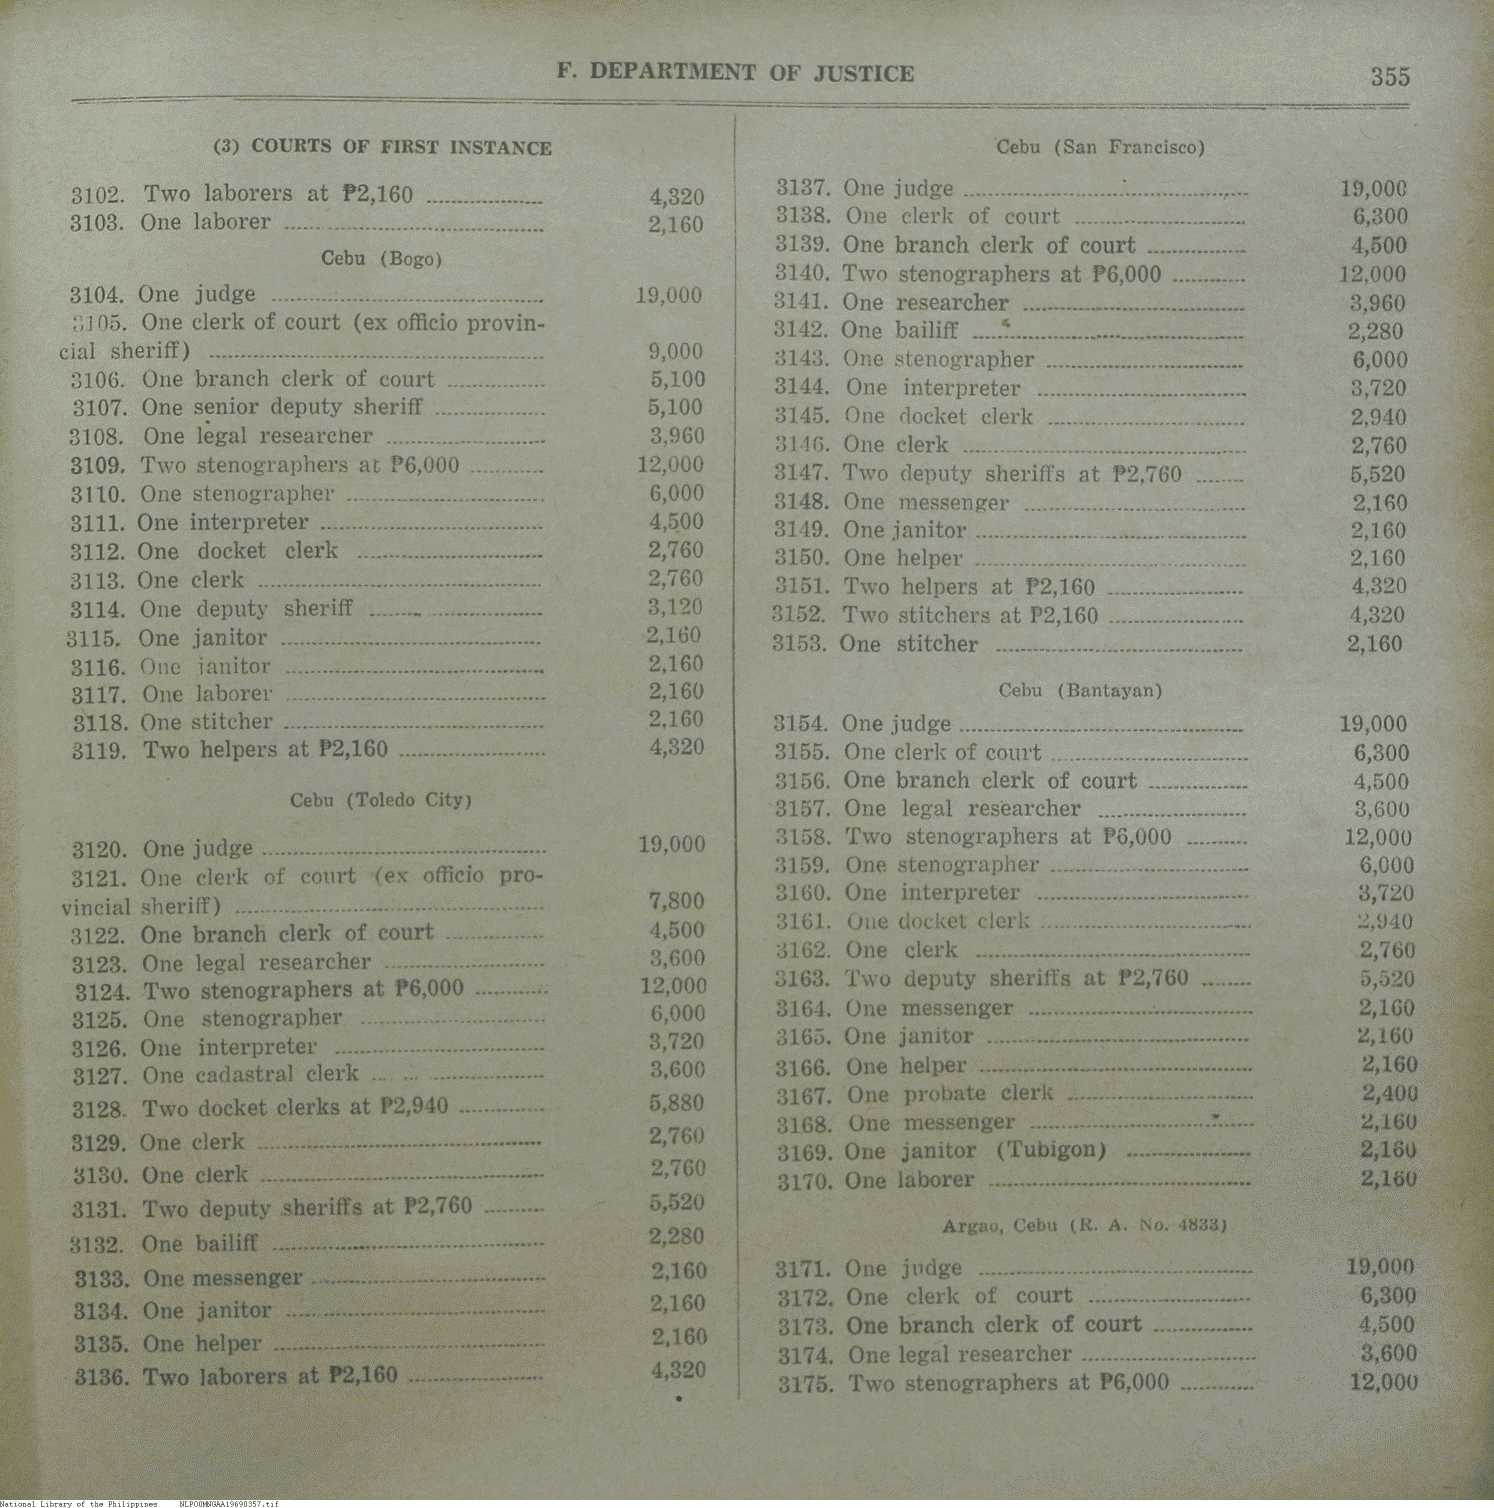 F. DEPARTMENT OF JUSTICE 355
(3) COURTS OF FIRST INSTANCE
3102. Two laborers at ₱2,160 .................. 4,320
3103. One laborer .................. 2,160
Cebu (Bogo)
3104. One judge .................. 19,000
3105. One clerk of court (ex officio provin-
cial sheriff) .................. 9,000
3106. One branch clerk of court .................. 5,100
3107. One senior deputy sheriff .................. 5,100
3108. One legal researcher .................. 3,960
3109. Two stenographers at ₱6,000 .................. 12,000
3110. One stenographer .................. 6,000
3111. One interpreter .................. 4,500
3112. One docket clerk .................. 2,760
3113. One clerk .................. 2,760
3114. One deputy sheriff .................. 3,120
3115. One janitor .................. 2,160
3116. One janitor .................. 2,160
3117. One laborer .................. 2,160
3118. One stitcher .................. 2,160
3119. Two helpers at ₱2,160 .................. 4,320
Cebu (Toledo City)
3120. One judge .................. 19,000
3121. One clerk of court (ex officio pro-
vincial sheriff) .................. 7,800
3122. One branch clerk of court .................. 4,500
3123. One legal researcher .................. 3,600
3124. Two stenographers at ₱6,000 .................. 12,000
3125. One stenographer .................. 6,000
3126. One interpreter .................. 3,720
3127. One cadastral clerk .................. 3,600
3128. Two docket clerks at ₱2,940 .................. 5,880
3129. One clerk .................. 2,760
3130. One clerk .................. 2,760
3131. Two deputy sheriffs at ₱2,760 .................. 5,520
3132. One bailiff .................. 2,280
3133. One messenger .................. 2,160
3134. One janitor .................. 2,160
3135. One helper .................. 2,160
3136. Two laborers at ₱2,160 .................. 4,320
Cebu (San Francisco)
3137. One judge .................. 19,000
3138. One clerk of court .................. 6,300
3139. One branch clerk of court .................. 4,500
3140. Two stenographers at ₱6,000 .................. 12,000
3141. One researcher .................. 3,960
3142. One bailiff .................. 2,280
3143. One stenographer .................. 6,000
3144. One interpreter .................. 3,720
3145. One docket clerk .................. 2,940
3146. One clerk .................. 2,760
3147. Two deputy sheriffs at ₱2,760 .................. 5,520
3148. One messenger .................. 2,160
3149. One janitor .................. 2,160
3150. One helper .................. 2,160
3151. Two helpers at ₱2,160 .................. 4,320
3152. Two stitchers at ₱2,160 .................. 4,320
3153. One stitcher .................. 2,160
Cebu (Bantayan)
3154. One judge .................. 19,000
3155. One clerk of court .................. 6,300
3156. One branch clerk of court .................. 4,500
3157. One legal researcher .................. 3,600
3158. Two stenographers at ₱6,000 .................. 12,000
3159. One stenographer .................. 6,000
3160. One interpreter .................. 3,720
3161. One docket clerk .................. 2,940
3162. One clerk .................. 2,760
3163. Two deputy sheriffs at ₱2,760 .................. 5,520
3164. One messenger .................. 2,160
3165. One janitor .................. 2,160
3166. One helper .................. 2,160
3167. One probate clerk .................. 2,400
3168. One messenger .................. 2,160
3169. One janitor (Tubigon) .................. 2,160
3170. One laborer .................. 2,160
Argao, Cebu (R. A. No. 4833)
3171. One judge .................. 19,000
3172. One clerk of court .................. 6,300
3173. One branch clerk of court .................. 4,500
3174. One legal researcher .................. 3,600
3175. Two stenographers at ₱6,000 .................. 12,000
National Library of the Philippines NLPOOMNGAA19690357.tif